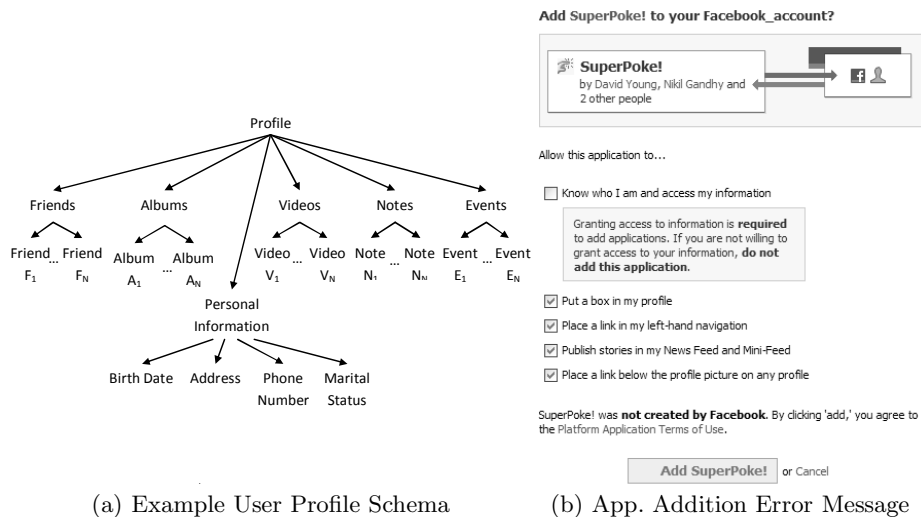 Profile
Friends Albums Videos Notes Events
Friend... Friend Album ... Album Video ... Video Note ... Note Event ... Event
F1 FN A1 AN V1 VN N1 NN E1 EN
Personal
Information
Birth Date Address Phone Marital
Number Status
(a) Example User Profile Schema
Add SuperPoke! to your Facebook_account?
SuperPoke!
by David Young, Nikil Gandhy and
2 other people
Allow this application to...
Know who I am and access my information
Granting access to information is required
to add applications. If you are not willing to
grant access to your information, do not
add this application.
Put a box in my profile
Place a link in my left-hand navigation
Publish stories in my News Feed and Mini-Feed
Place a link below the profile picture on any profile
SuperPoke! was not created by Facebook. By clicking 'add,' you agree to
the Platform Application Terms of Use.
Add SuperPoke! or Cancel
(b) App. Addition Error Message